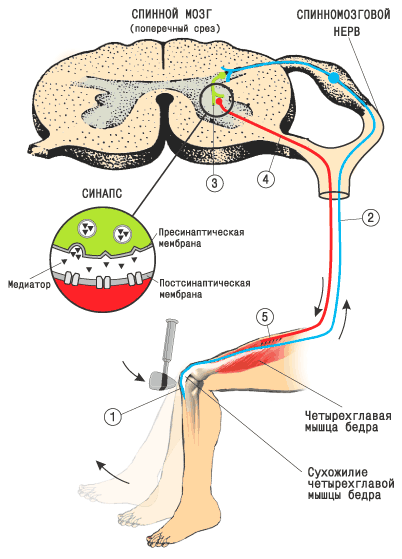 СПИННОЙ МОЗГ
(поперечный срез)
СПИННОМОЗГОВОЙ
НЕРВ
3
4
СИНАПС
2
Пресинаптическая
мембрана
Медиатор
Постсинаптическая
мембрана
5
1
Четырехглавая
мышца бедра
Сухожилие
четырехглавой
мышцы бедра